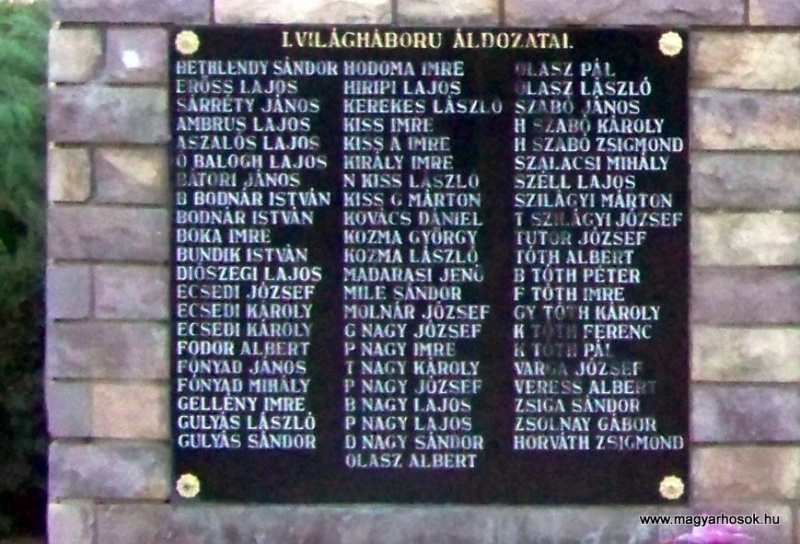 I.VILÁGHÁBORU ÁLDOZATAI.
BETHLENDY SÁNDOR
ERŐSS LAJOS
SÁRRÉTY JÁNOS
AMBRUS LAJOS
ASZALÓS LAJOS
Ó BALOGH LAJOS
BÁTORI JÁNOS
B BODNÁR ISTVÁN
BODNÁR ISTVÁN
BOKA IMRE
BUNDIK ISTVÁN
DIÓSZEGI LAJOS
ECSEDI JÓZSEF
ECSEDI KÁROLY
ECSEDI KÁROLY
FODOR ALBERT
FÓNYAD JÁNOS
FÓNYAD MIHÁLY
GELLÉNY IMRE
GULYÁS LÁSZLÓ
GULYÁS SÁNDOR
HODOMA IMRE
HIRIPI LAJOS
KEREKES LÁSZLÓ
KISS IMRE
KISS A IMRE
KIRÁLY IMRE
N KISS LÁSZLÓ
KISS G MÁRTON
KOVÁCS DÁNIEL
KOZMA GYÖRGY
KOZMA LÁSZLÓ
MADARASI JENŐ
MILE SÁNDOR
MOLNÁR JÓZSEF
G NAGY JÓZSEF
P NAGY IMRE
T NAGY KÁROLY
P NAGY JÓZSEF
B NAGY LAJOS
P NAGY LAJOS
D NAGY SÁNDOR
OLASZ ALBERT
OLASZ PÁL
OLASZ LÁSZLÓ
SZABÓ JÁNOS
H SZABÓ KÁROLY
H SZABÓ ZSIGMOND
SZALACSI MIHÁLY
SZÉLL LAJOS
SZILÁGYI MÁRTON
T SZILÁGYI JÓZSEF
TUTOR JÓZSEF
TÓTH ALBERT
B TÓTH PÉTER
F TÓTH IMRE
GY TÓTH KÁROLY
K TÓTH FERENC
K TÓTH PÁL
VARGA JÓZSEF
VERESS ALBERT
ZSIGA SÁNDOR
ZSOLNAY GÁBOR
HORVÁTH ZSIGMOND
www.magyarhosok.hu